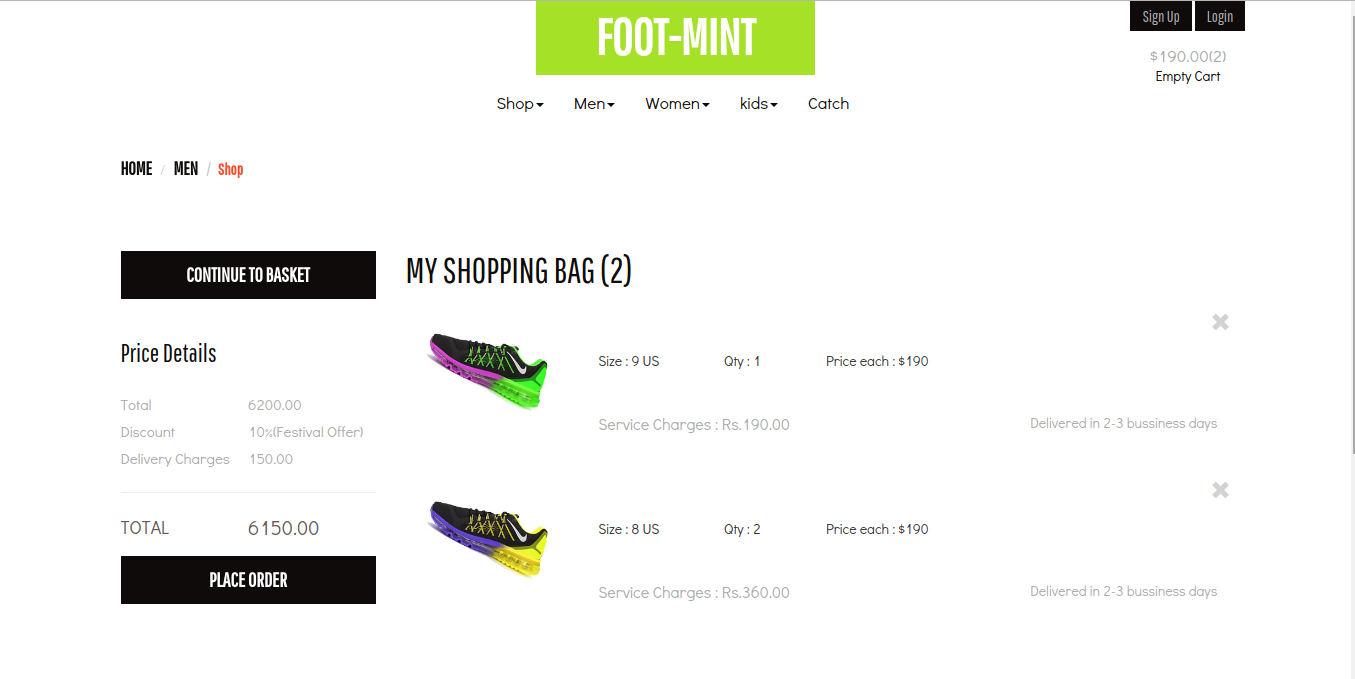 FOOT-MINT
Sign Up Login
$190.00(2)
Empty Cart
Shop Men Women kids Catch
HOME / MEN / Shop
CONTINUE TO BASKET
MY SHOPPING BAG (2)
Price Details
Total 6200.00
Discount 10%(Festival Offer)
Delivery Charges 150.00
TOTAL 6150.00
PLACE ORDER
Size : 9 US Qty : 1 Price each : $190
Service Charges : Rs.190.00 Delivered in 2-3 bussiness days
Size : 8 US Qty : 2 Price each : $190
Service Charges : Rs.360.00 Delivered in 2-3 bussiness days